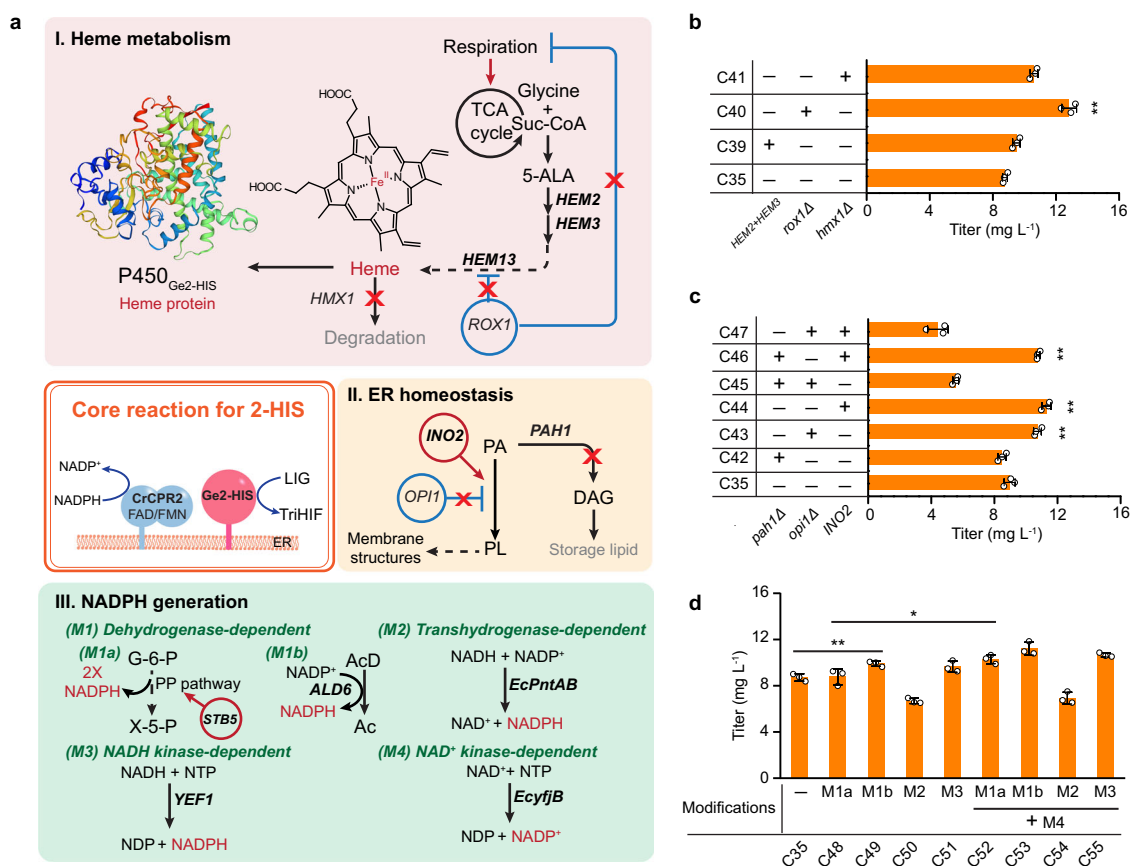 a
I. Heme metabolism
Respiration
TCA
cycle
Glycine
+
Suc-CoA
5-ALA
HEM2
HEM3
HEM13
HOOC
HOOC
N
N
N
N
Fe
II
P450Ge2-HIS
Heme protein
Heme
HMX1
Degradation
ROX1
Core reaction for 2-HIS
NADP+
NADPH
CrCPR2
FAD/FMN
Ge2-HIS
LIG
TriHIF
ER
II. ER homeostasis
INO2
PA
PAH1
OPI1
DAG
Membrane
structures
PL
Storage lipid
III. NADPH generation
(M1) Dehydrogenase-dependent
(M1a)
G-6-P
2X
NADPH
PP pathway
STB5
X-5-P
(M1b)
NADP+
AcD
ALD6
NADPH
Ac
(M2) Transhydrogenase-dependent
NADH + NADP+
EcPntAB
NAD+ + NADPH
(M3) NADH kinase-dependent
NADH + NTP
YEF1
NDP + NADPH
(M4) NAD+ kinase-dependent
NAD++ NTP
EcyfjB
NDP + NADP+
b
C41 – – +
C40 – + – **
C39 + – –
C35 – – –
HEM2+HEM3 rox1Δ hmx1Δ
0 4 8 12 16
Titer (mg L-1)
c
C47 – + +
C46 + – + **
C45 + + –
C44 – – + **
C43 – + – **
C42 + – –
C35 – – –
pah1Δ opi1Δ INO2
0 4 8 12 16
Titer (mg L-1)
d
Titer (mg L-1)
16
12
8
4
0
**
*
Modifications
– M1a M1b M2 M3 M1a M1b M2 M3
+ M4
C35 C48 C49 C50 C51 C52 C53 C54 C55